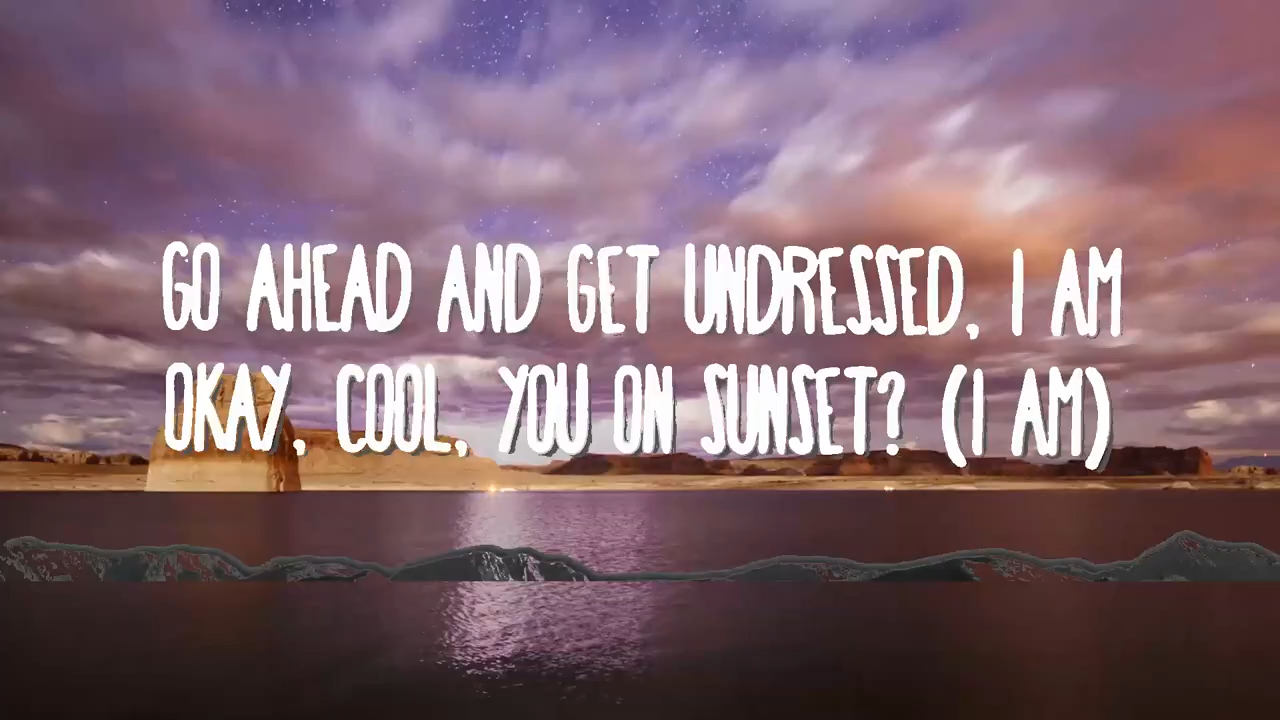 GO AHEAD AND GET UNDRESSED, I AM
OKAY, COOL, YOU ON SUNSET? (I AM)